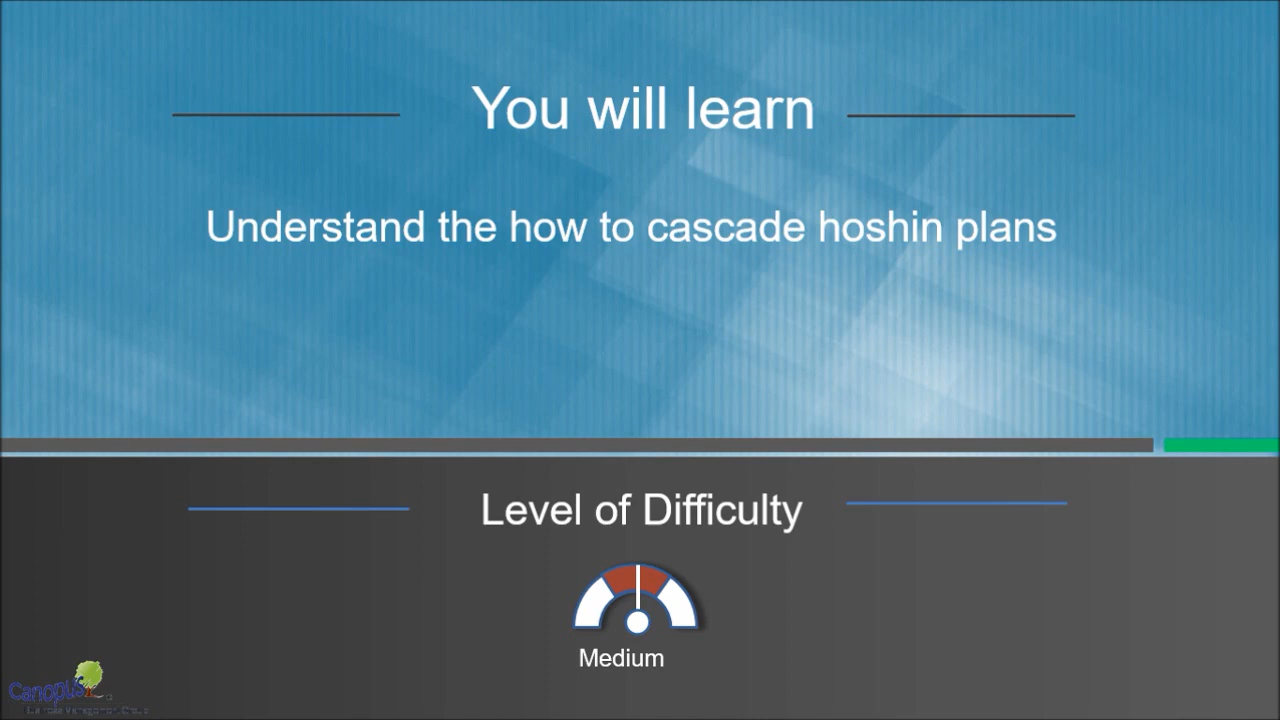 You will learn
Understand the how to cascade hoshin plans
Level of Difficulty
Medium
Canopus